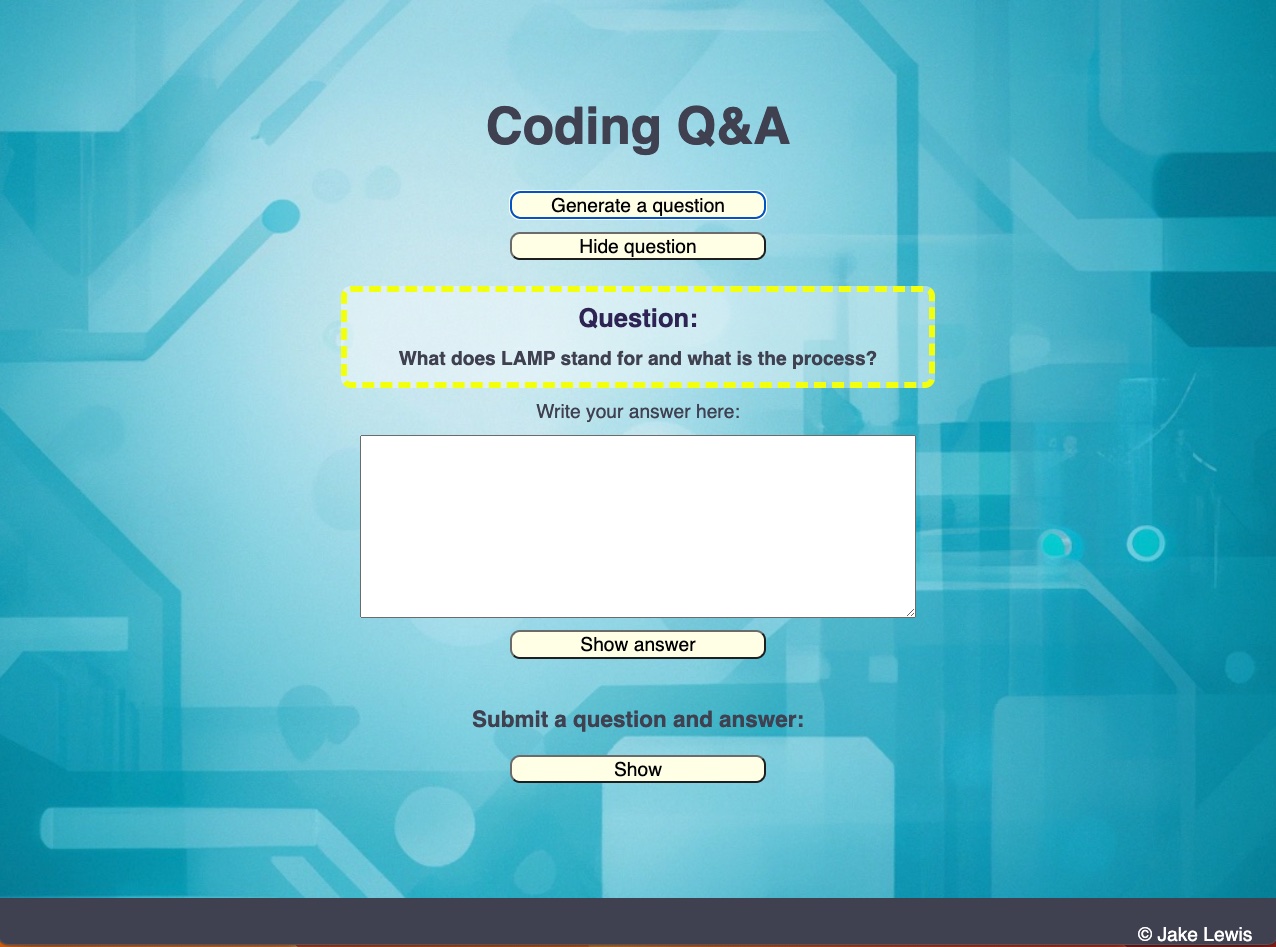 Coding Q&A
Generate a question
Hide question
Question:
What does LAMP stand for and what is the process?
Write your answer here:
Show answer
Submit a question and answer:
Show
© Jake Lewis